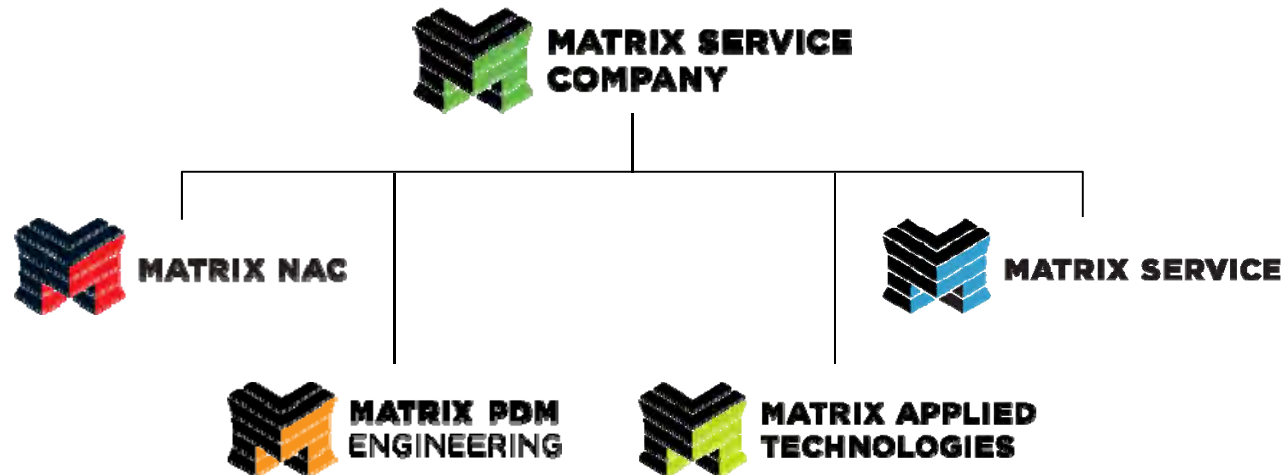 MATRIX SERVICE
COMPANY
MATRIX NAC
MATRIX SERVICE
MATRIX PDM
ENGINEERING
MATRIX APPLIED
TECHNOLOGIES